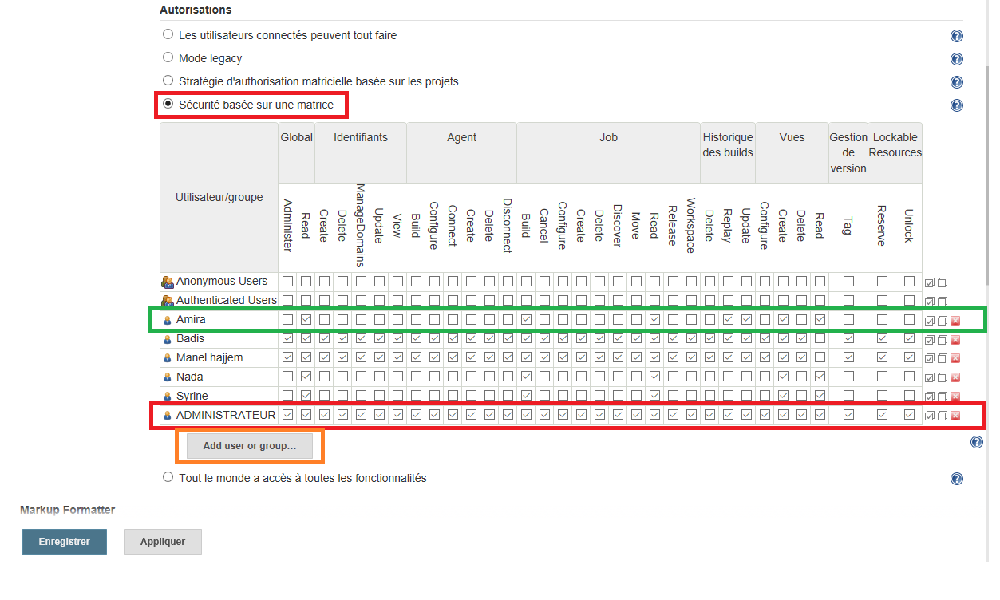 Autorisations
Les utilisateurs connectés peuvent tout faire
Mode legacy
Stratégie d'authorisation matricielle basée sur les projets
Sécurité basée sur une matrice
Utilisateur/groupe
Global Identifiants Agent Job Historique des builds Vues Gestion de version Lockable Resources
Administer Read Create Delete ManageDomains Update View Build Configure Connect Create Delete Disconnect Build Cancel Configure Create Delete Discover Move Read Release Workspace Delete Replay Update Configure Create Delete Read Tag Reserve Unlock
Anonymous Users
Authenticated Users
Amira
Badis
Manel hajjem
Nada
Syrine
ADMINISTRATEUR
Add user or group...
Tout le monde a accès à toutes les fonctionnalités
Markup Formatter
Enregistrer Appliquer